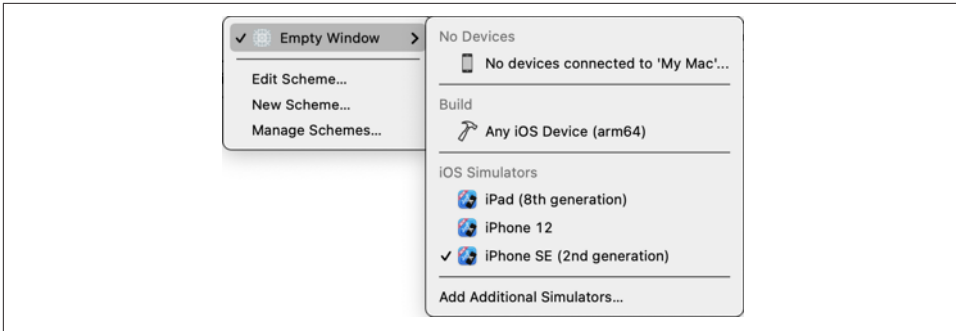 Empty Window
Edit Scheme...
New Scheme...
Manage Schemes...
No Devices
No devices connected to 'My Mac'...
Build
Any iOS Device (arm64)
iOS Simulators
iPad (8th generation)
iPhone 12
iPhone SE (2nd generation)
Add Additional Simulators...